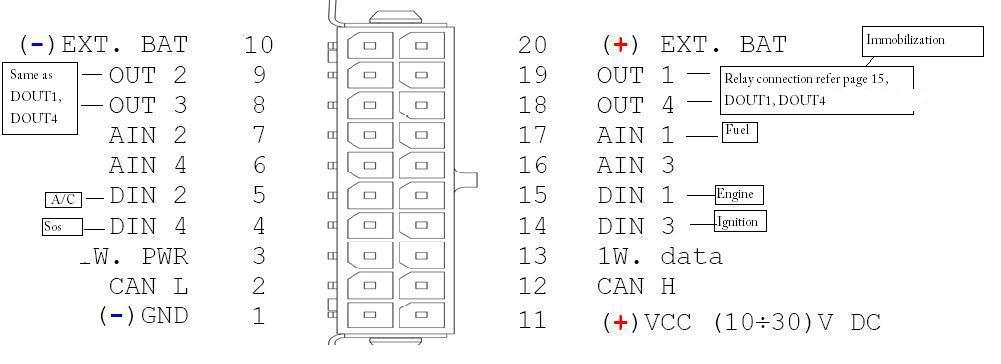 (-)EXT. BAT 10 20 (+) EXT. BAT Immobilization
Same as OUT 2 9 19 OUT 1 Relay connection refer page 15,
DOUT1, OUT 3 8 18 OUT 4 DOUT1, DOUT4
DOUT4
AIN 2 7 17 AIN 1 Fuel
AIN 4 6 16 AIN 3
A/C DIN 2 5 15 DIN 1 Engine
Sos DIN 4 4 14 DIN 3 Ignition
W. PWR 3 13 1W. data
CAN L 2 12 CAN H
(-)GND 1 11 (+)VCC (10÷30)V DC